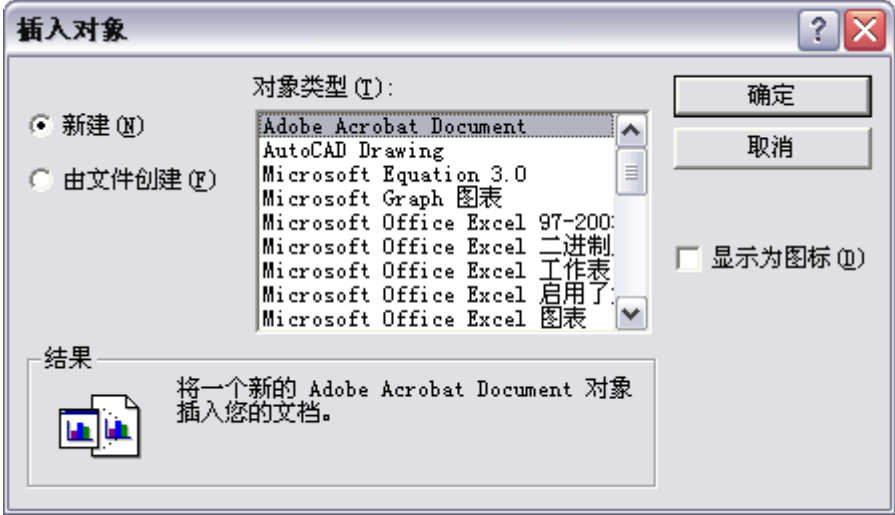 插入对象
对象类型(T):
新建(N)
由文件创建(F)
Adobe Acrobat Document
AutoCAD Drawing
Microsoft Equation 3.0
Microsoft Graph 图表
Microsoft Office Excel 97-200
Microsoft Office Excel 二进制
Microsoft Office Excel 工作表
Microsoft Office Excel 启用了
Microsoft Office Excel 图表
确定
取消
显示为图标(D)
结果
将一个新的 Adobe Acrobat Document 对象
插入您的文档。